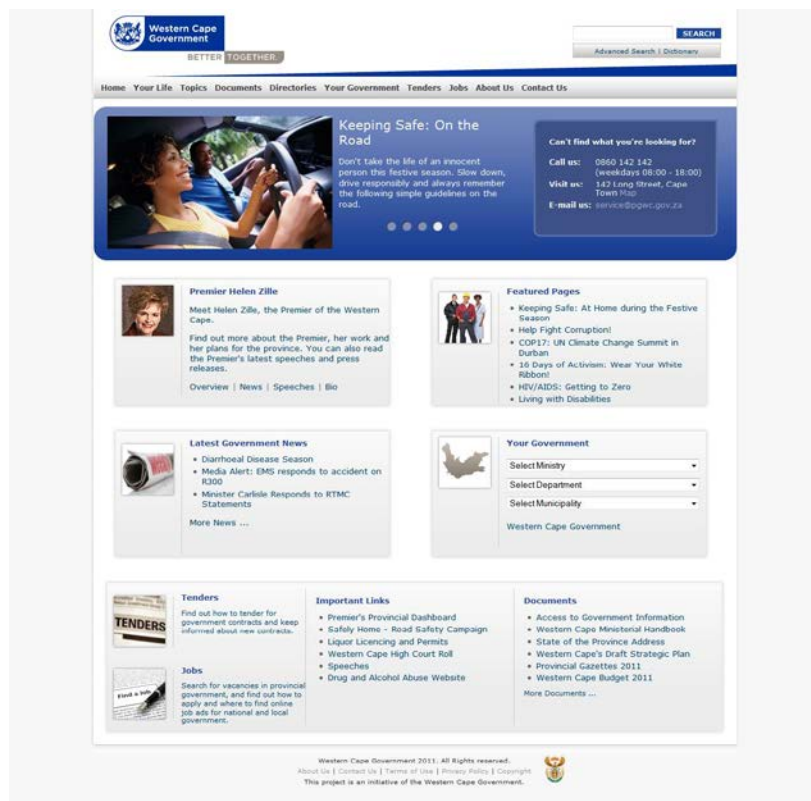 Western Cape
Government
BETTER TOGETHER.
SEARCH
Advanced Search | Dictionary
Home Your Life Topics Documents Directories Your Government Tenders Jobs About Us Contact Us
Keeping Safe: On the
Road
Don't take the life of an innocent
person this festive season. Slow down,
drive responsibly and always remember
the following simple guidelines on the
road.
Can't find what you're looking for?
Call us: 0860 142 142
(weekdays 08:00 - 18:00)
Visit us: 142 Long Street, Cape
Town Map
E-mail us: service@pgwc.gov.za
Premier Helen Zille
Meet Helen Zille, the Premier of the Western
Cape.
Find out more about the Premier, her work and
her plans for the province. You can also read
the Premier's latest speeches and press
releases.
Overview | News | Speeches | Bio
Featured Pages
• Keeping Safe: At Home during the Festive
Season
• Help Fight Corruption!
• COP17: UN Climate Change Summit in
Durban
• 16 Days of Activism: Wear Your White
Ribbon!
• HIV/AIDS: Getting to Zero
• Living with Disabilities
Latest Government News
• Diarrhoeal Disease Season
• Media Alert: EMS responds to accident on
R300
• Minister Carlisle Responds to RTMC
Statements
More News ...
Your Government
Select Ministry
Select Department
Select Municipality
Western Cape Government
TENDERS
Tenders
Find out how to tender for
government contracts and keep
informed about new contracts.
Find a job
Jobs
Search for vacancies in provincial
government, and find out how to
apply and where to find online
job ads for national and local
government.
Important Links
• Premier's Provincial Dashboard
• Safely Home - Road Safety Campaign
• Liquor Licencing and Permits
• Western Cape High Court Roll
• Speeches
• Drug and Alcohol Abuse Website
Documents
• Access to Government Information
• Western Cape Ministerial Handbook
• State of the Province Address
• Western Cape's Draft Strategic Plan
• Provincial Gazettes 2011
• Western Cape Budget 2011
More Documents ...
Western Cape Government 2011. All Rights reserved.
About Us | Contact Us | Terms of Use | Privacy Policy | Copyright
This project is an initiative of the Western Cape Government.